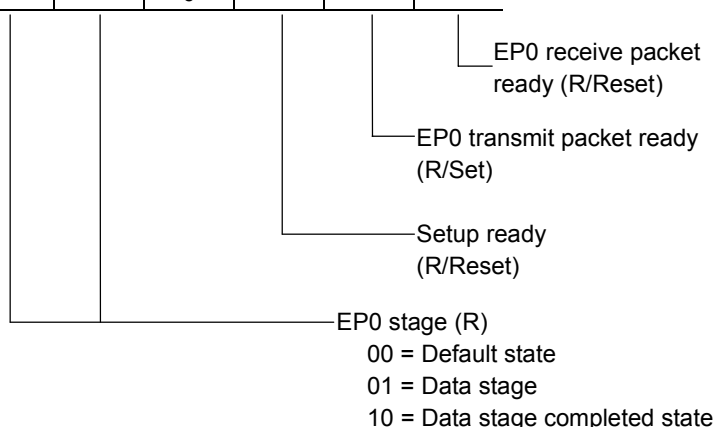 EP0 receive packet
ready (R/Reset)
EP0 transmit packet ready
(R/Set)
Setup ready
(R/Reset)
EP0 stage (R)
00 = Default state
01 = Data stage
10 = Data stage completed state